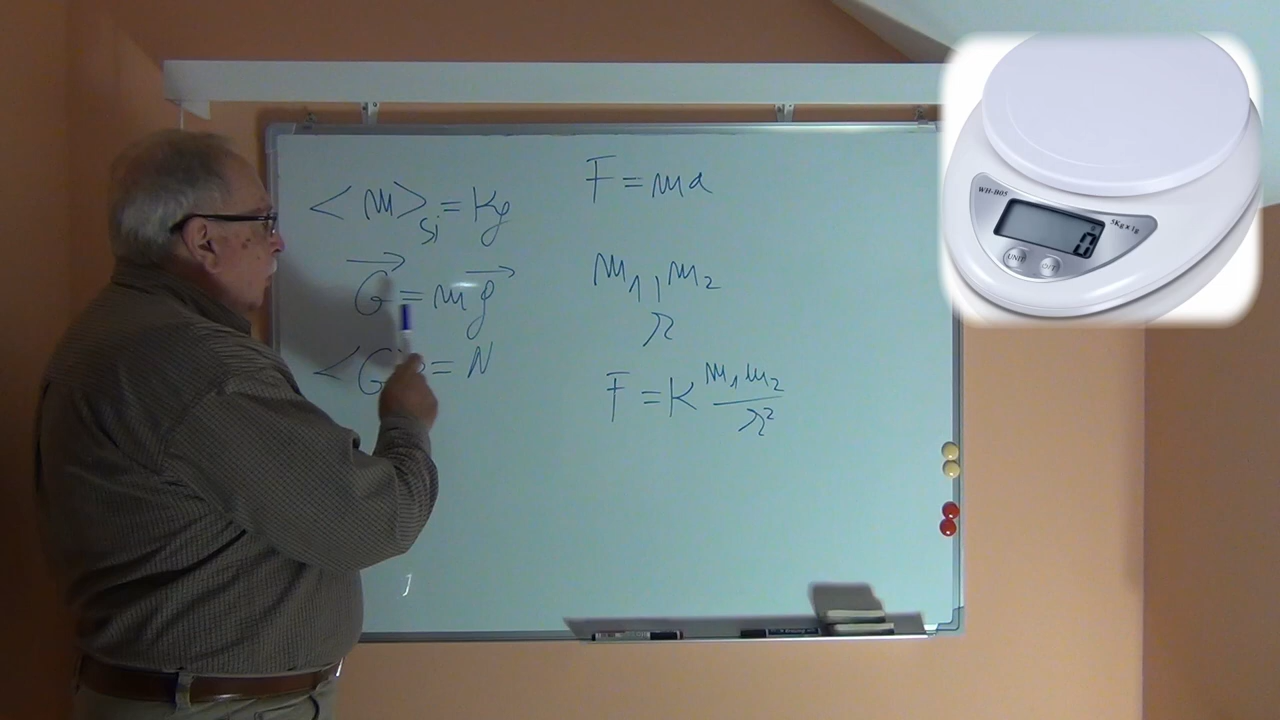 <m>SI = Kg
G⃗ = mg⃗
= N
F = ma
m₁, m₂
r
F = K m₁m₂ / r²
WH-B05
5Kg x 1g
0
UNIT
OFF